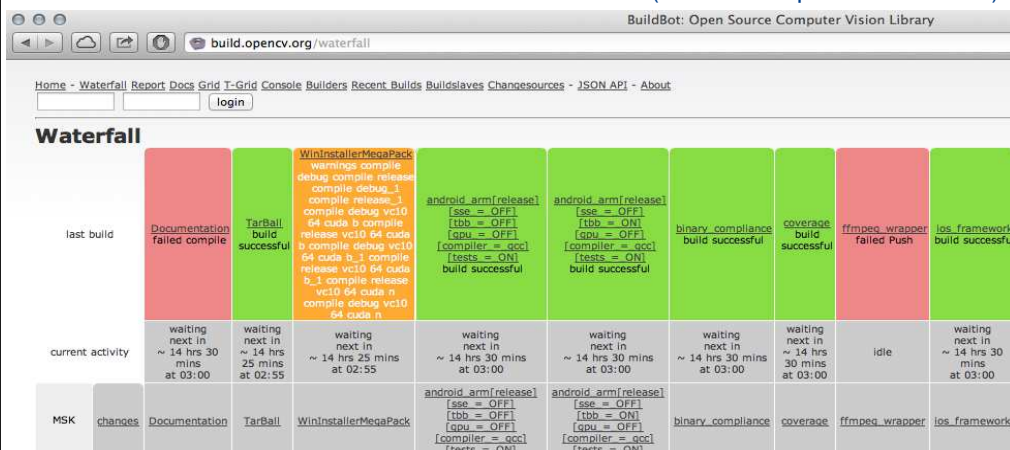 BuildBot: Open Source Computer Vision Library
build.opencv.org/waterfall
Home - Waterfall Report Docs Grid T-Grid Console Builders Recent Builds Buildslaves Changesources - JSON API - About
login
Waterfall
last build
Documentation
failed compile
TarBall
build
successful
WinInstallerMegaPack
warnings compile
debug compile release
compile debug_1
compile release_1
compile debug vc10
64 cuda b compile
release vc10 64 cuda
b compile debug vc10
64 cuda b_1 compile
release vc10 64 cuda
b_1 compile release
vc10 64 cuda n
compile debug vc10
64 cuda n
android_arm[release]
[sse = OFF]
[tbb = OFF]
[gpu = OFF]
[compiler = gcc]
[tests = ON]
build successful
android_arm[release]
[sse = OFF]
[tbb = ON]
[gpu = OFF]
[compiler = gcc]
[tests = ON]
build successful
binary_compliance
build successful
coverage
build
successful
ffmpeg_wrapper
failed Push
ios_framework
build successfu
current activity
waiting
next in
~ 14 hrs 30
mins
at 03:00
waiting
next in
~ 14 hrs
25 mins
at 02:55
waiting
next in
~ 14 hrs 25 mins
at 02:55
waiting
next in
~ 14 hrs 30 mins
at 03:00
waiting
next in
~ 14 hrs 30 mins
at 03:00
waiting
next in
~ 14 hrs 30 mins
at 03:00
waiting
next in
~ 14 hrs
30 mins
at 03:00
idle
waiting
next in
~ 14 hrs 30
mins
at 03:00
MSK
changes
Documentation
TarBall
WinInstallerMegaPack
android_arm[release]
[sse = OFF]
[tbb = OFF]
[gpu = OFF]
[compiler = gcc]
[tests = ON]
android_arm[release]
[sse = OFF]
[tbb = ON]
[gpu = OFF]
[compiler = gcc]
[tests = ON]
binary_compliance
coverage
ffmpeg_wrapper
ios_framework